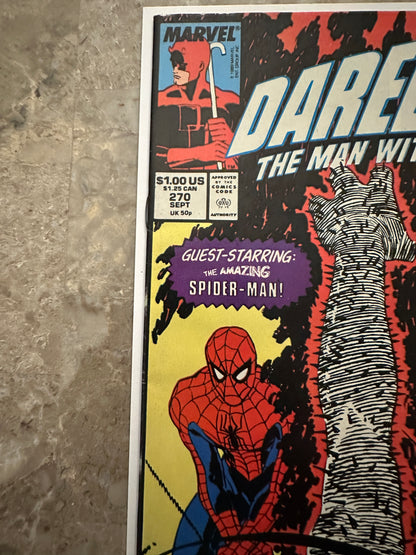 MARVEL
DARE
THE MAN WIT
$1.00 US
$1.25 CAN
270
SEPT
UK 50p
APPROVED
BY THE
COMICS
CODE
AUTHORITY
GUEST-STARRING:
THE AMAZING
SPIDER-MAN!